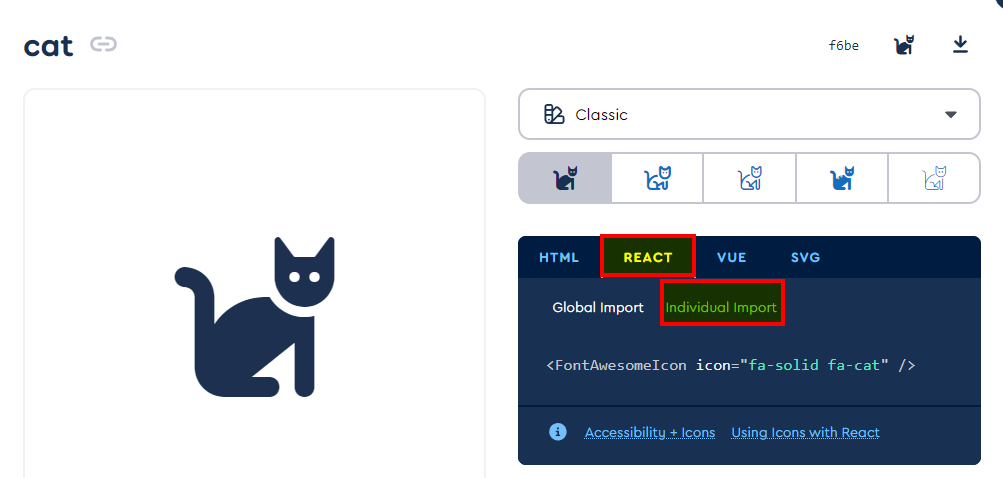 cat
f6be
Classic
HTML REACT VUE SVG
Global Import Individual Import
<FontAwesomeIcon icon="fa-solid fa-cat" />
Accessibility + Icons Using Icons with React